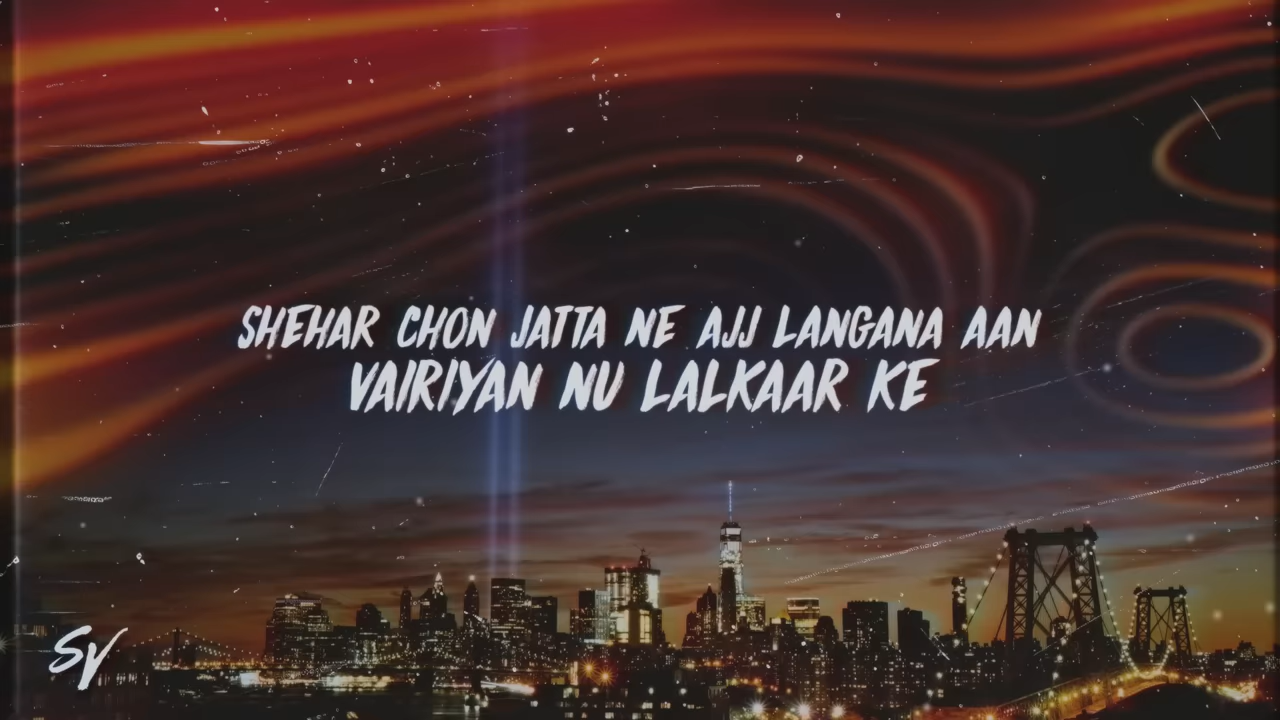 SHEHAR CHON JATTA NE AJJ LANGANA AAN
VAIRIYAN NU LALKAAR KE
SV